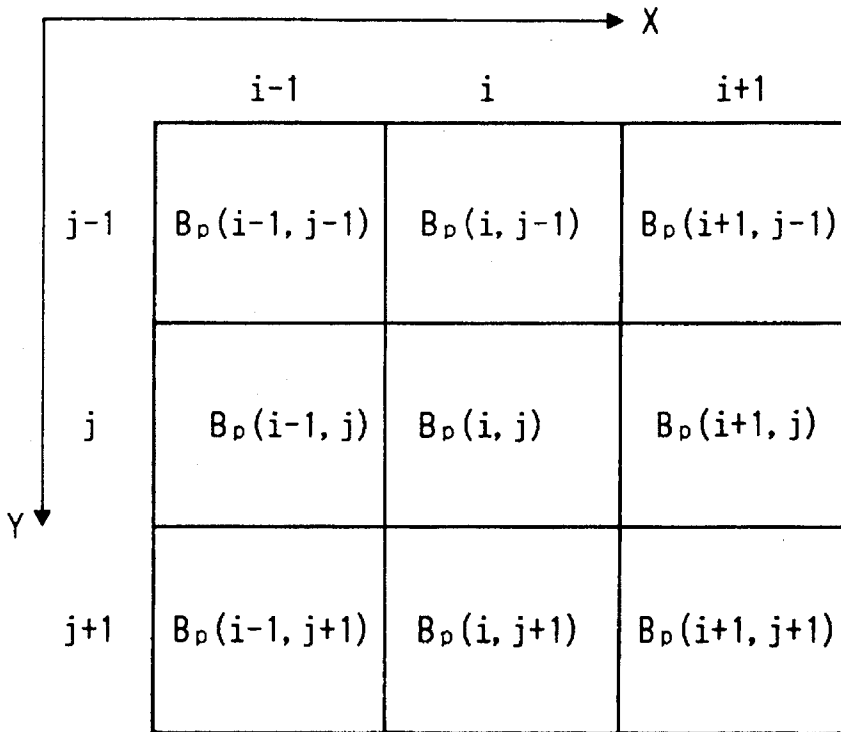 X
i-1 i i+1
j-1 Bp(i-1, j-1) Bp(i, j-1) Bp(i+1, j-1)
j Bp(i-1, j) Bp(i, j) Bp(i+1, j)
Y
j+1 Bp(i-1, j+1) Bp(i, j+1) Bp(i+1, j+1)